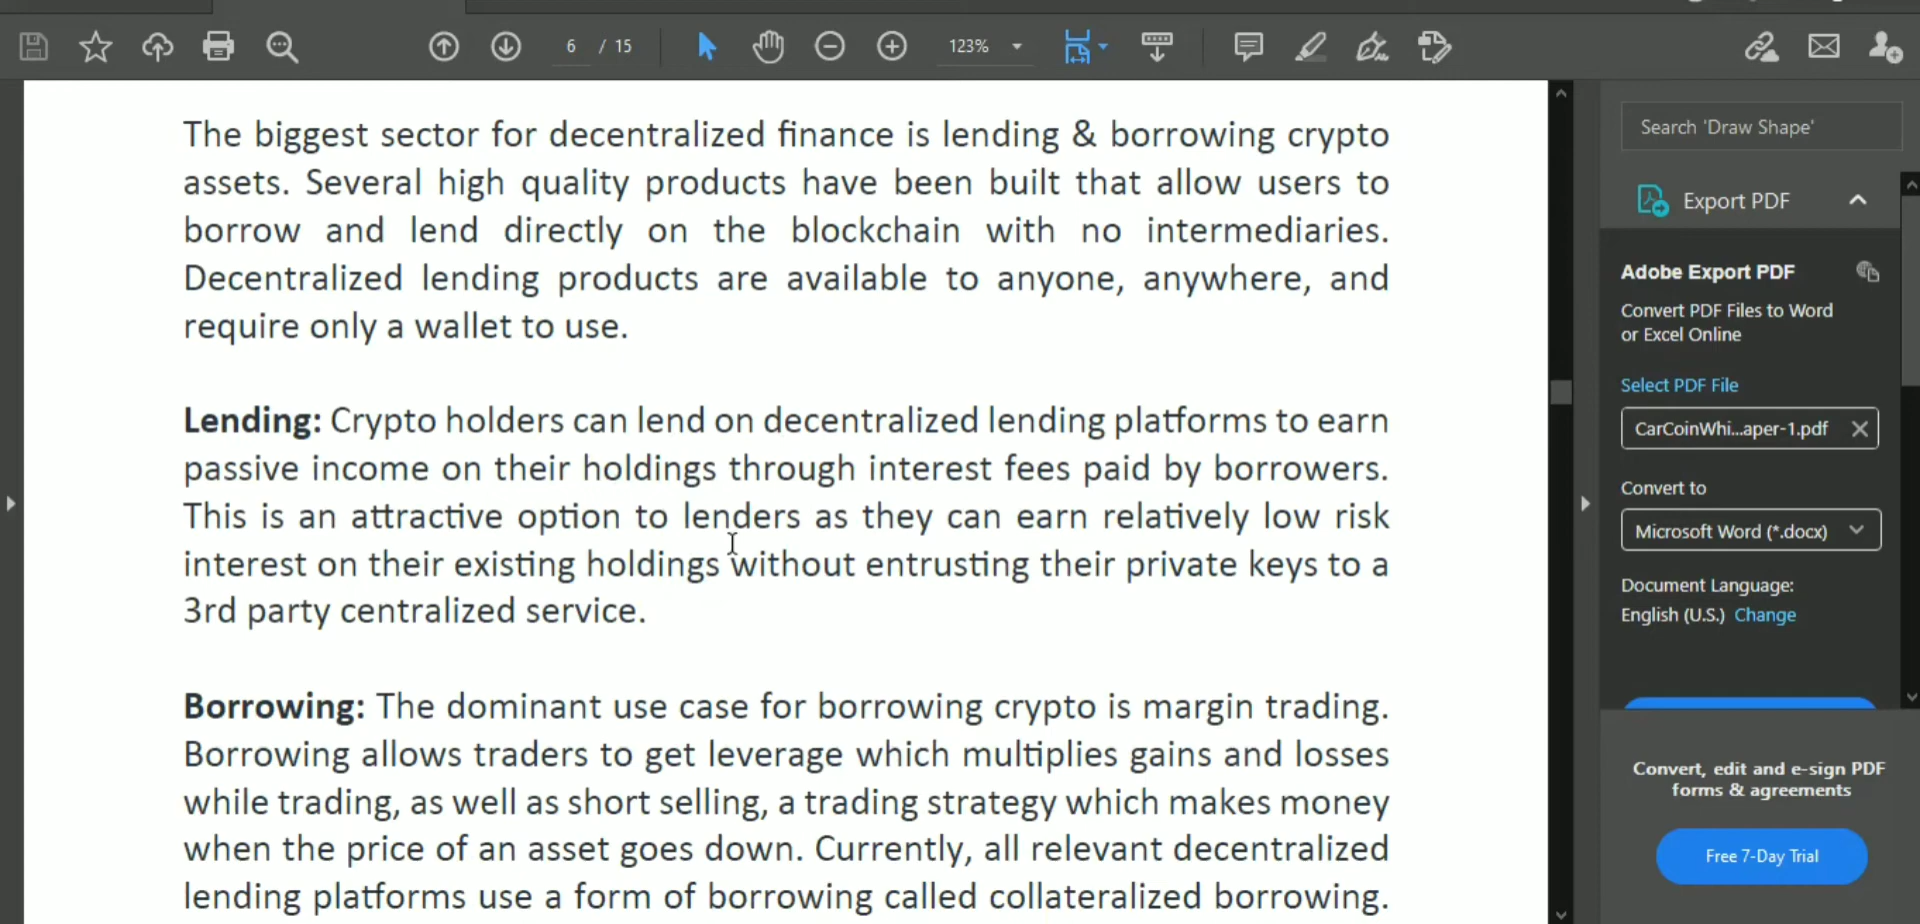 6 / 15
123%
The biggest sector for decentralized finance is lending & borrowing crypto
assets. Several high quality products have been built that allow users to
borrow and lend directly on the blockchain with no intermediaries.
Decentralized lending products are available to anyone, anywhere, and
require only a wallet to use.
Lending: Crypto holders can lend on decentralized lending platforms to earn
passive income on their holdings through interest fees paid by borrowers.
This is an attractive option to lenders as they can earn relatively low risk
interest on their existing holdings without entrusting their private keys to a
3rd party centralized service.
Borrowing: The dominant use case for borrowing crypto is margin trading.
Borrowing allows traders to get leverage which multiplies gains and losses
while trading, as well as short selling, a trading strategy which makes money
when the price of an asset goes down. Currently, all relevant decentralized
lending platforms use a form of borrowing called collateralized borrowing.
Search 'Draw Shape'
Export PDF
Adobe Export PDF
Convert PDF Files to Word
or Excel Online
Select PDF File
CarCoinWhi...aper-1.pdf
Convert to
Microsoft Word (*.docx)
Document Language:
English (U.S.) Change
Convert, edit and e-sign PDF
forms & agreements
Free 7-Day Trial